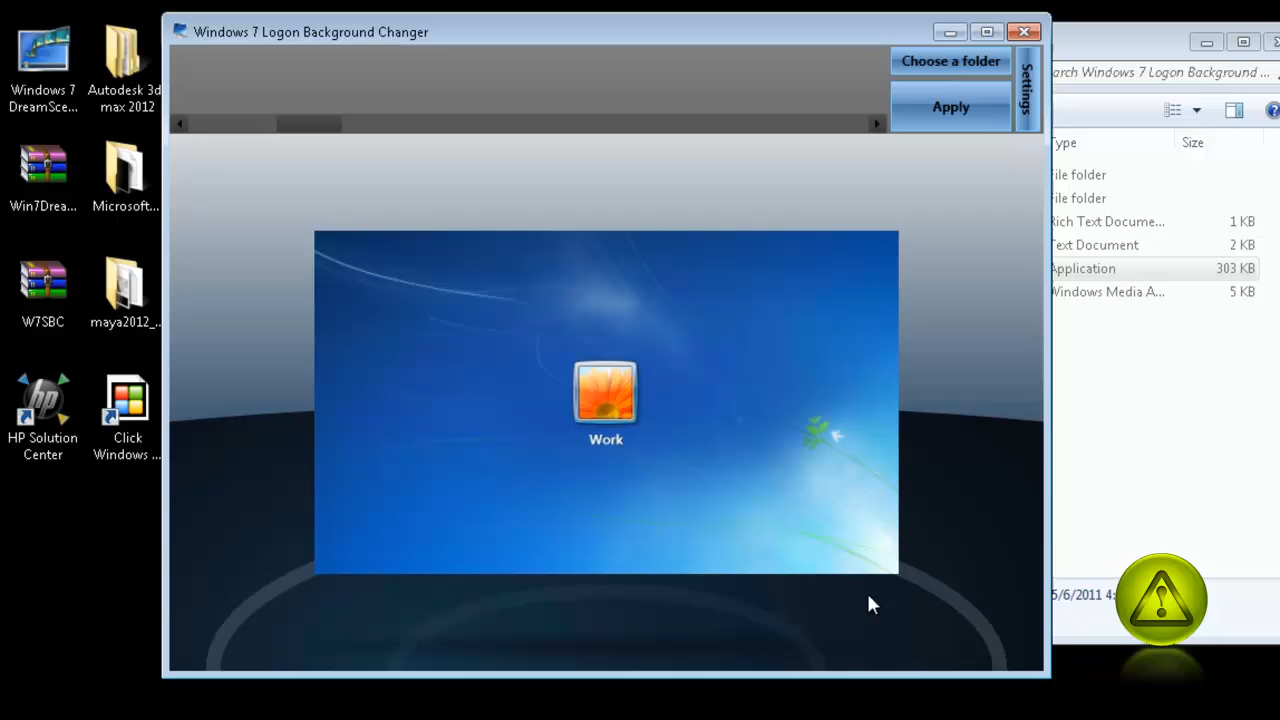 Windows 7 Logon Background Changer
Choose a folder
Apply
Settings
Windows 7
DreamSce...
Autodesk 3d
max 2012
Win7Drea...
Microsoft...
W7SBC
maya2012_...
HP Solution
Center
Click
Windows ...
hp
Work
arch Windows 7 Logon Background ...
Type
Size
File folder
File folder
Rich Text Docume...
1 KB
Text Document
2 KB
Application
303 KB
Windows Media A...
5 KB
5/6/2011 4: